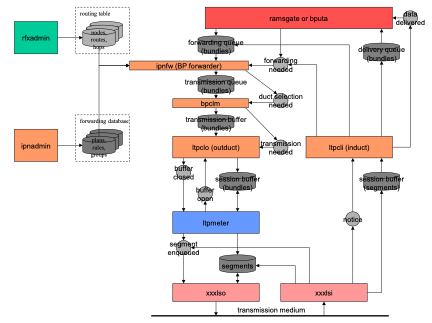 routing table
nodes,
routes,
hops
rfxadmin
ramsgate or bputa
data
delivered
forwarding queue
(bundles)
delivery queue
(bundles)
ipnfw (BP forwarder)
forwarding
needed
transmission queue
(bundles)
duct selection
needed
bpclm
transmission buffer
(bundles)
forwarding database
plans,
rules,
groups
ipnadmin
ltpclo (outduct)
transmission
needed
ltpcli (induct)
buffer
closed
buffer
open
session buffer
(bundles)
session buffer
(segments)
ltpmeter
notice
segment
enqueued
segments
xxxlso
xxxlsi
transmission medium